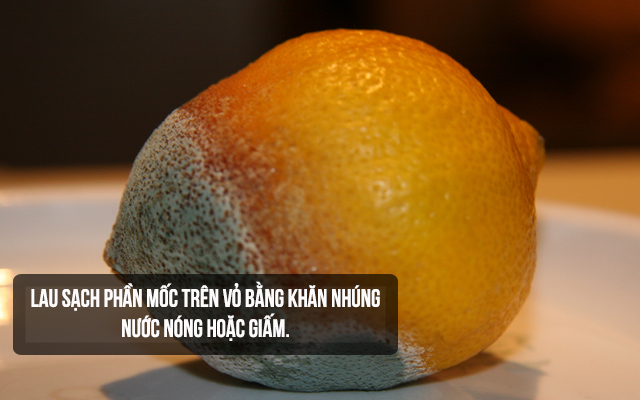 LAU SẠCH PHẦN MỐC TRÊN VỎ BẰNG KHĂN NHÚNG
NƯỚC NÓNG HOẶC GIẤM.